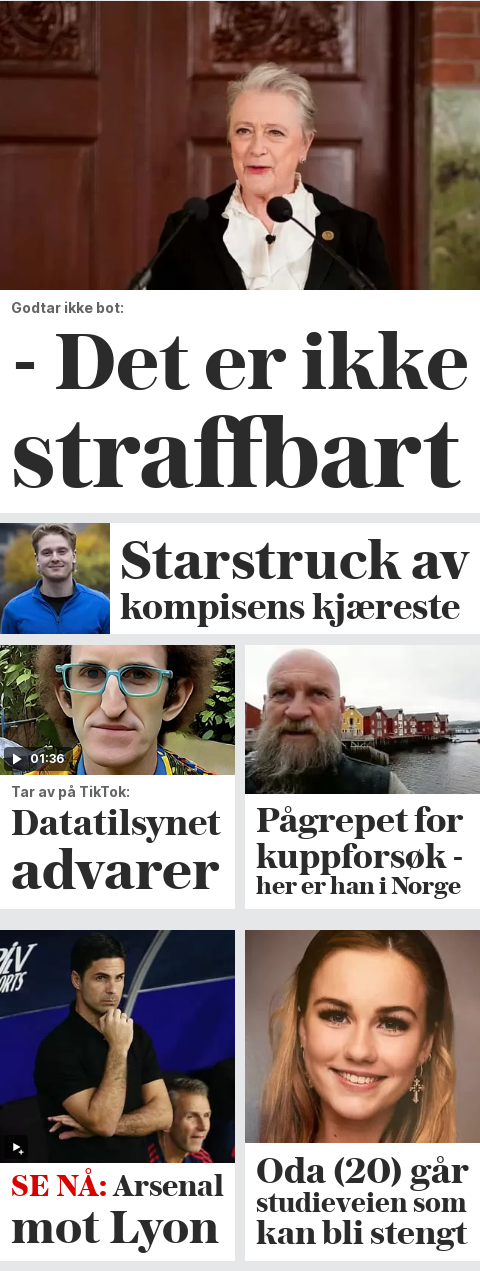 Godtar ikke bot:
- Det er ikke
straffbart
Starstruck av
kompisens kjæreste
01:36
Tar av på TikTok:
Datatilsynet
advarer
Pågrepet for
kuppforsøk -
her er han i Norge
SE NÅ: Arsenal
mot Lyon
Oda (20) går
studieveien som
kan bli stengt